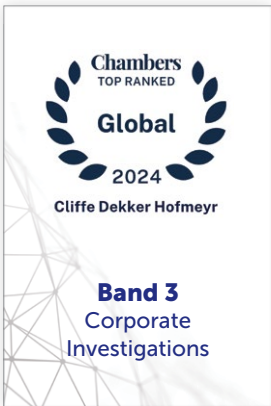 Chambers
TOP RANKED
Global
2024
Cliffe Dekker Hofmeyr
Band 3
Corporate
Investigations